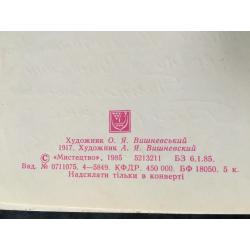 Художник О. Я. Вишневський
1917. Художник А. Я. Вишневский
© «Мистецтво», 1985 5213211 БЗ 6.1.85.
Вид. № 0711075, 4—5849. КФДР. 450 000. БФ 18050. 5 к.
Надсилати тільки в конверті